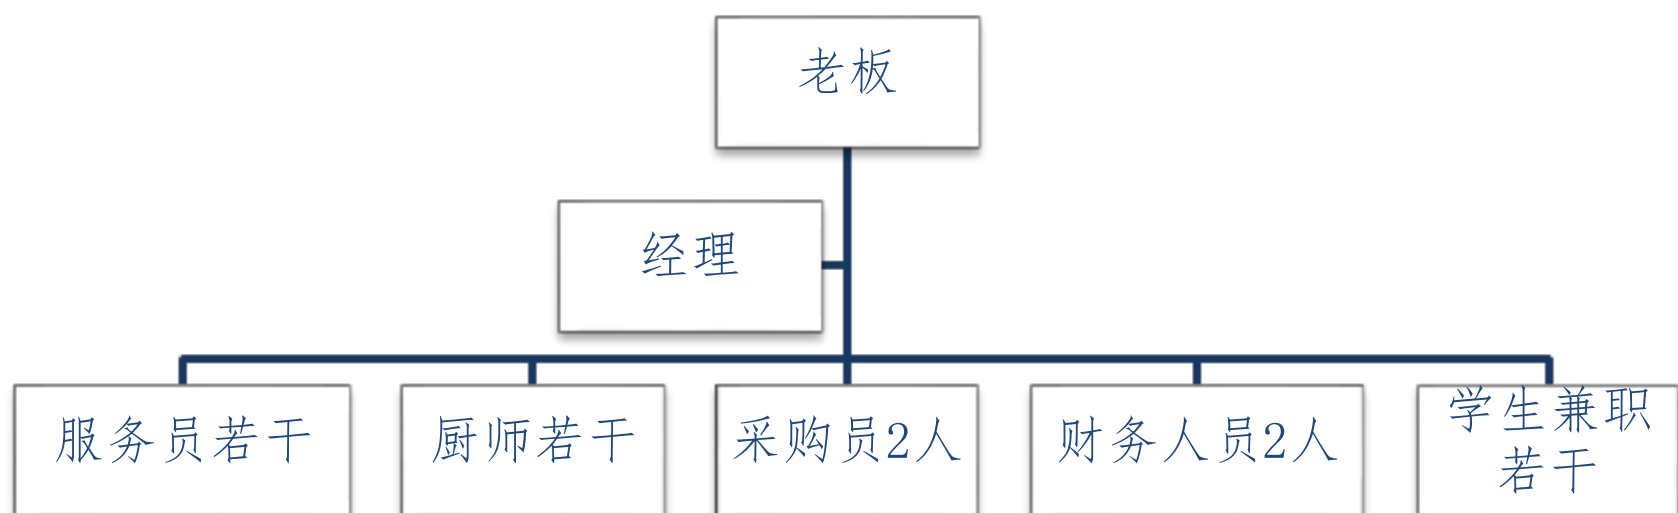 老板
经理
服务员若干
厨师若干
采购员2人
财务人员2人
学生兼职
若干